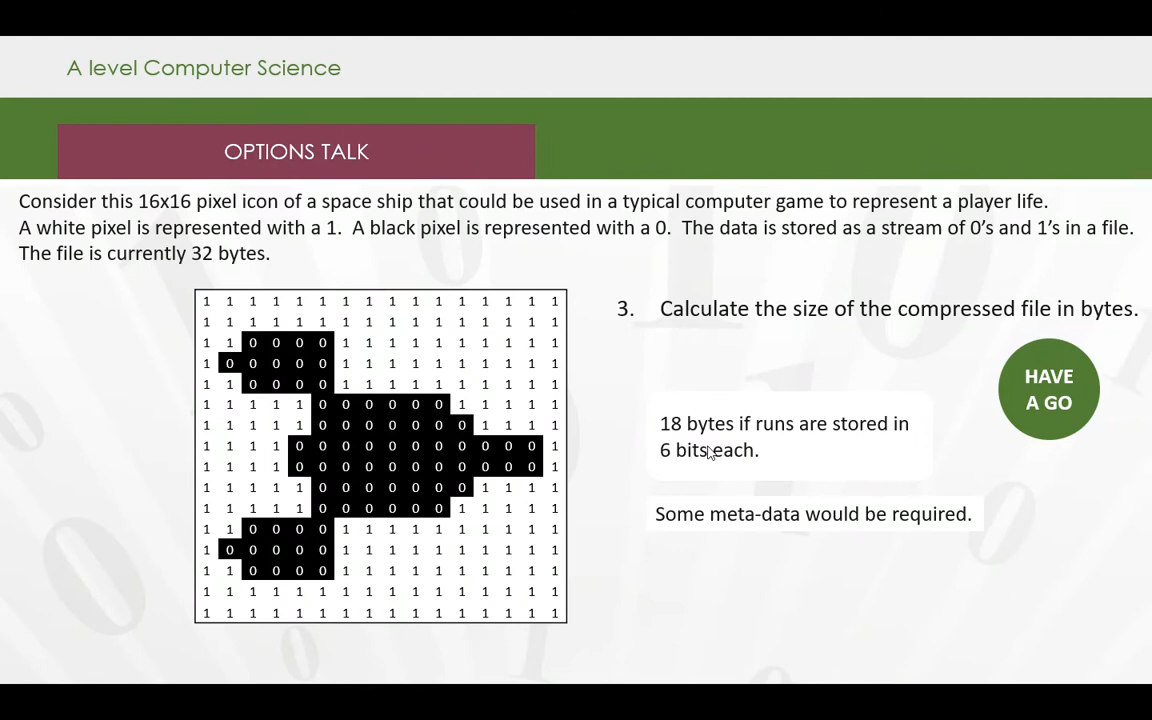 A level Computer Science
OPTIONS TALK
Consider this 16x16 pixel icon of a space ship that could be used in a typical computer game to represent a player life.
A white pixel is represented with a 1. A black pixel is represented with a 0. The data is stored as a stream of 0’s and 1’s in a file.
The file is currently 32 bytes.
1 1 1 1 1 1 1 1 1 1 1 1 1 1 1 1
1 1 1 1 1 1 1 1 1 1 1 1 1 1 1 1
1 1 0 0 0 0 1 1 1 1 1 1 1 1 1 1
1 0 0 0 0 0 1 1 1 1 1 1 1 1 1 1
1 1 0 0 0 0 1 1 1 1 1 1 1 1 1 1
1 1 1 1 1 0 0 0 0 0 0 1 1 1 1 1
1 1 1 1 1 0 0 0 0 0 0 0 1 1 1 1
1 1 1 1 0 0 0 0 0 0 0 0 0 0 0 1
1 1 1 1 0 0 0 0 0 0 0 0 0 0 0 1
1 1 1 1 1 0 0 0 0 0 0 0 1 1 1 1
1 1 1 1 1 0 0 0 0 0 0 1 1 1 1 1
1 1 0 0 0 0 1 1 1 1 1 1 1 1 1 1
1 0 0 0 0 0 1 1 1 1 1 1 1 1 1 1
1 1 0 0 0 0 1 1 1 1 1 1 1 1 1 1
1 1 1 1 1 1 1 1 1 1 1 1 1 1 1 1
1 1 1 1 1 1 1 1 1 1 1 1 1 1 1 1
3. Calculate the size of the compressed file in bytes.
HAVE
A GO
18 bytes if runs are stored in
6 bits each.
Some meta-data would be required.